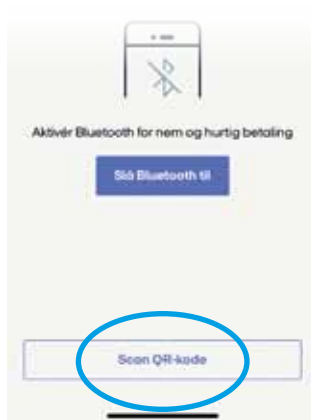 Aktivér Bluetooth for nem og hurtig betaling
Slå Bluetooth til
Scan QR-kode